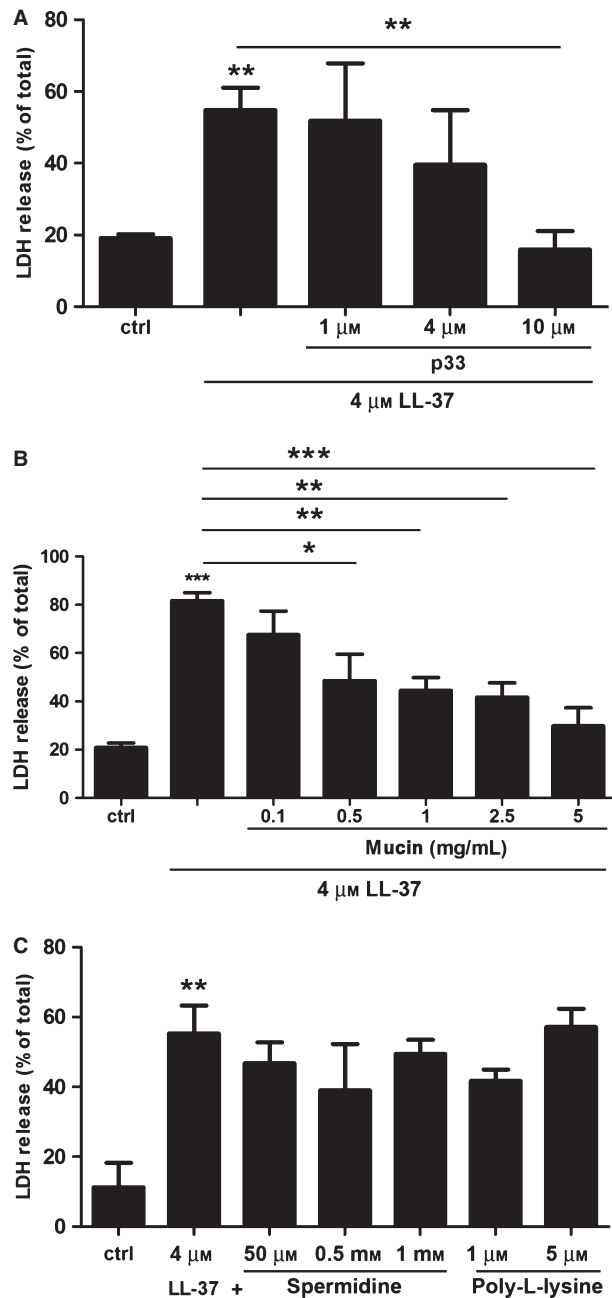 A
LDH release (% of total)
80
60
40
20
0
**
**
ctrl
1 μM
4 μM
10 μM
p33
4 μM LL-37
B
***
**
**
*
LDH release (% of total)
100
80
60
40
20
0
***
ctrl
0.1
0.5
1
2.5
5
Mucin (mg/mL)
4 μM LL-37
C
LDH release (% of total)
80
60
40
20
0
**
ctrl
4 μM
50 μM
0.5 mM
1 mM
1 μM
5 μM
LL-37 +
Spermidine
Poly-L-lysine